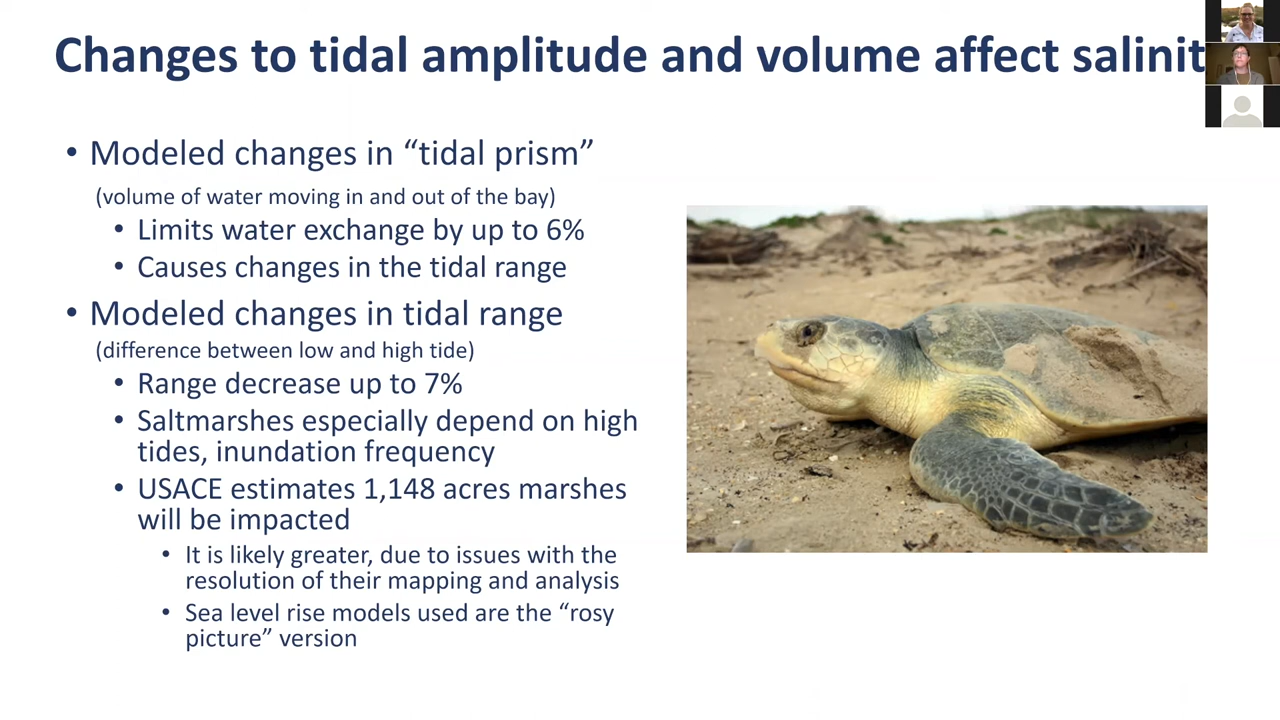 Changes to tidal amplitude and volume affect salinit
• Modeled changes in “tidal prism”
(volume of water moving in and out of the bay)
• Limits water exchange by up to 6%
• Causes changes in the tidal range
• Modeled changes in tidal range
(difference between low and high tide)
• Range decrease up to 7%
• Saltmarshes especially depend on high
tides, inundation frequency
• USACE estimates 1,148 acres marshes
will be impacted
• It is likely greater, due to issues with the
resolution of their mapping and analysis
• Sea level rise models used are the “rosy
picture” version